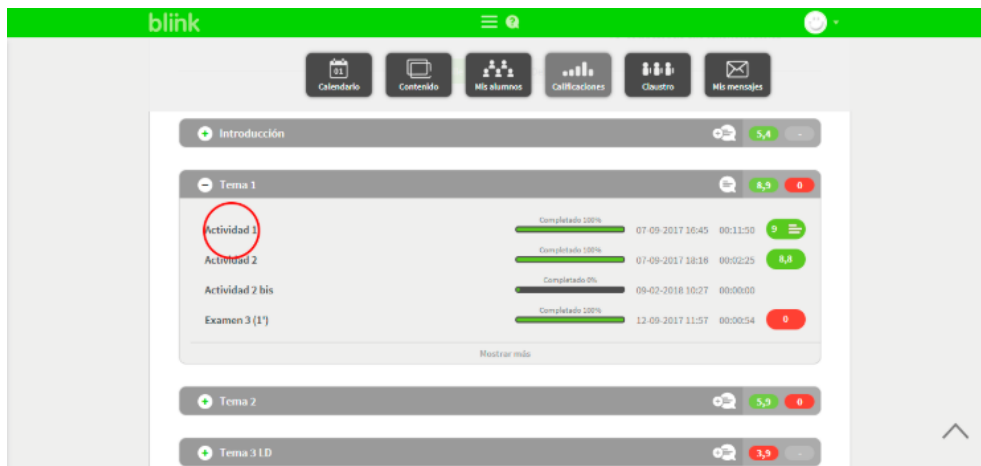 blink
01
Calendario Contenido Mis alumnos Calificaciones Claustro Mis mensajes
Introducción 5,4 -
Tema 1 8,9 0
Actividad 1 Completado 100% 07-09-2017 16:45 00:11:50 9
Actividad 2 Completado 100% 07-09-2017 18:16 00:02:25 8,8
Actividad 2 bis Completado 0% 09-02-2018 10:27 00:00:00
Examen 3 (1º) Completado 100% 12-09-2017 11:57 00:00:54 0
Mostrar más
Tema 2 5,9 0
Tema 3 LD 3,9 -